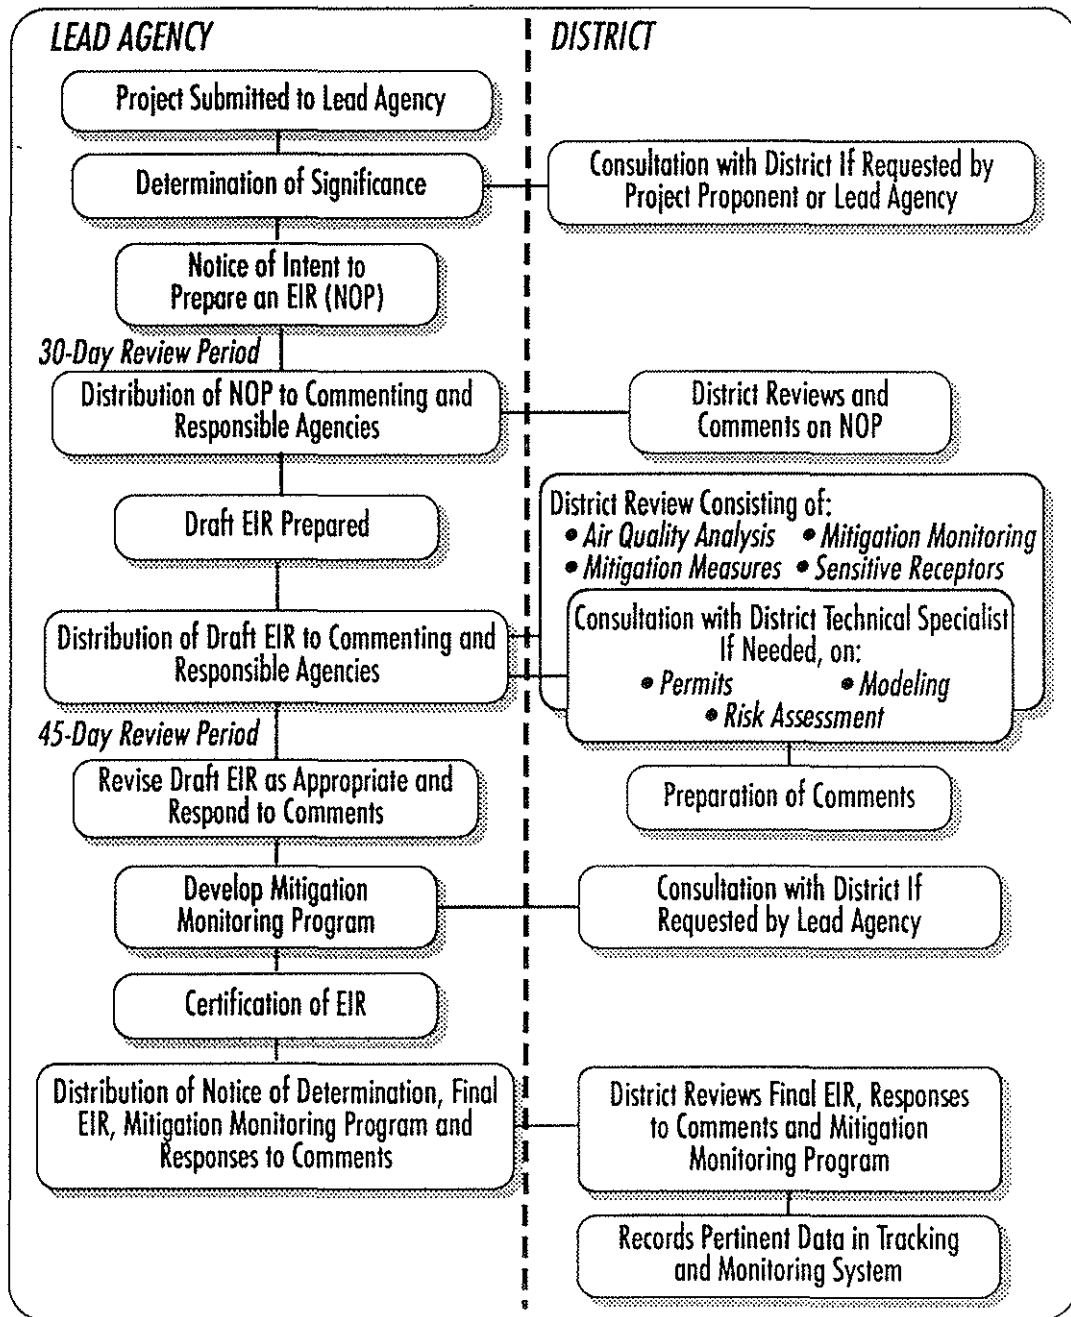 LEAD AGENCY
Project Submitted to Lead Agency
Determination of Significance
Notice of Intent to
Prepare an EIR (NOP)
30-Day Review Period
Distribution of NOP to Commenting and
Responsible Agencies
Draft EIR Prepared
Distribution of Draft EIR to Commenting and
Responsible Agencies
45-Day Review Period
Revise Draft EIR as Appropriate and
Respond to Comments
Develop Mitigation
Monitoring Program
Certification of EIR
Distribution of Notice of Determination, Final
EIR, Mitigation Monitoring Program and
Responses to Comments
DISTRICT
Consultation with District If Requested by
Project Proponent or Lead Agency
District Reviews and
Comments on NOP
District Review Consisting of:
• Air Quality Analysis • Mitigation Monitoring
• Mitigation Measures • Sensitive Receptors
Consultation with District Technical Specialist
If Needed, on:
• Permits • Modeling
• Risk Assessment
Preparation of Comments
Consultation with District If
Requested by Lead Agency
District Reviews Final EIR, Responses
to Comments and Mitigation
Monitoring Program
Records Pertinent Data in Tracking
and Monitoring System